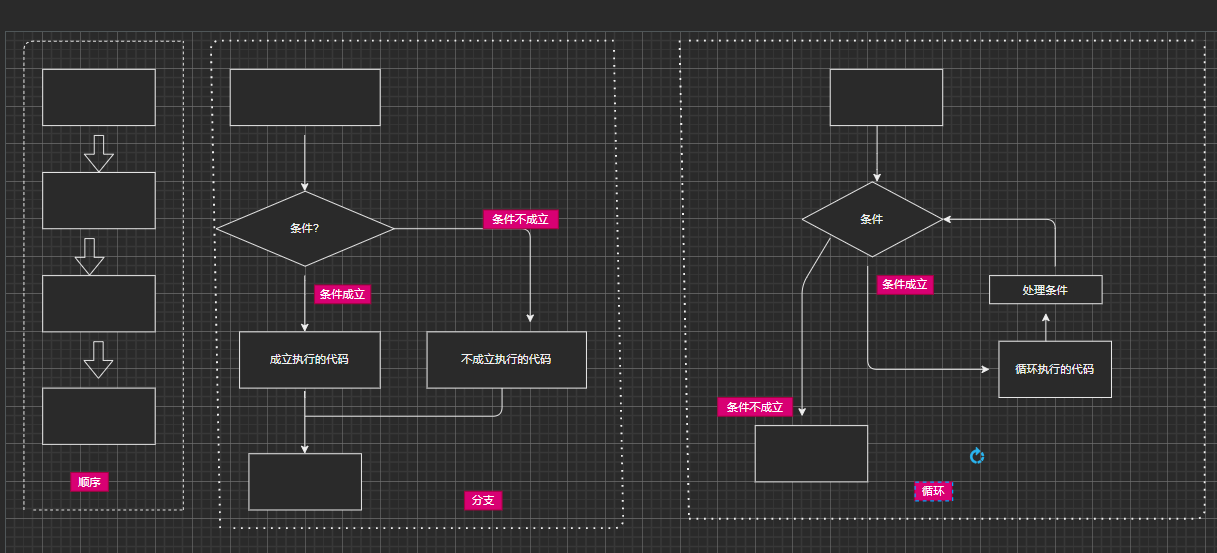 顺序
条件?
条件不成立
条件成立
成立执行的代码
不成立执行的代码
分支
条件
条件成立
处理条件
循环执行的代码
条件不成立
循环